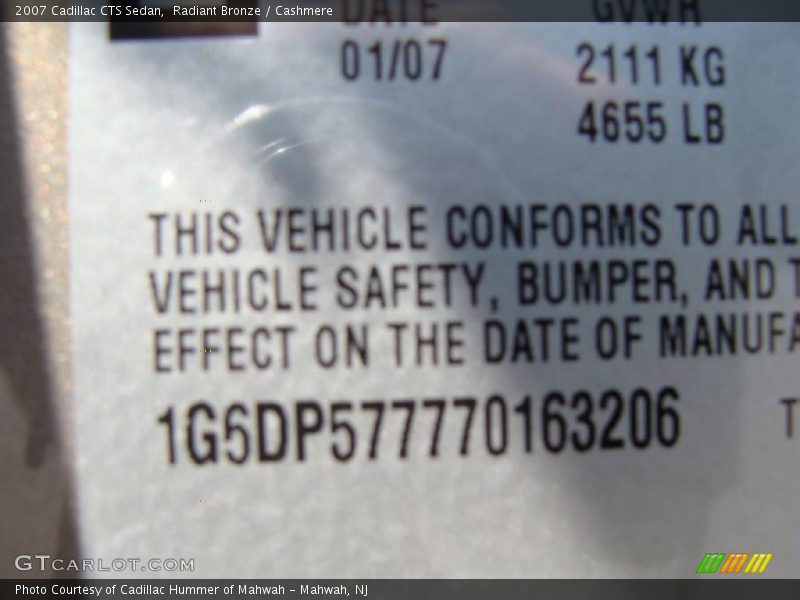 2007 Cadillac CTS Sedan, Radiant Bronze / Cashmere
DATE GVWR
01/07 2111 KG
4655 LB
THIS VEHICLE CONFORMS TO ALL
VEHICLE SAFETY, BUMPER, AND T
EFFECT ON THE DATE OF MANUFA
1G6DP577770163206 T
GTCARLOT.COM
Photo Courtesy of Cadillac Hummer of Mahwah - Mahwah, NJ